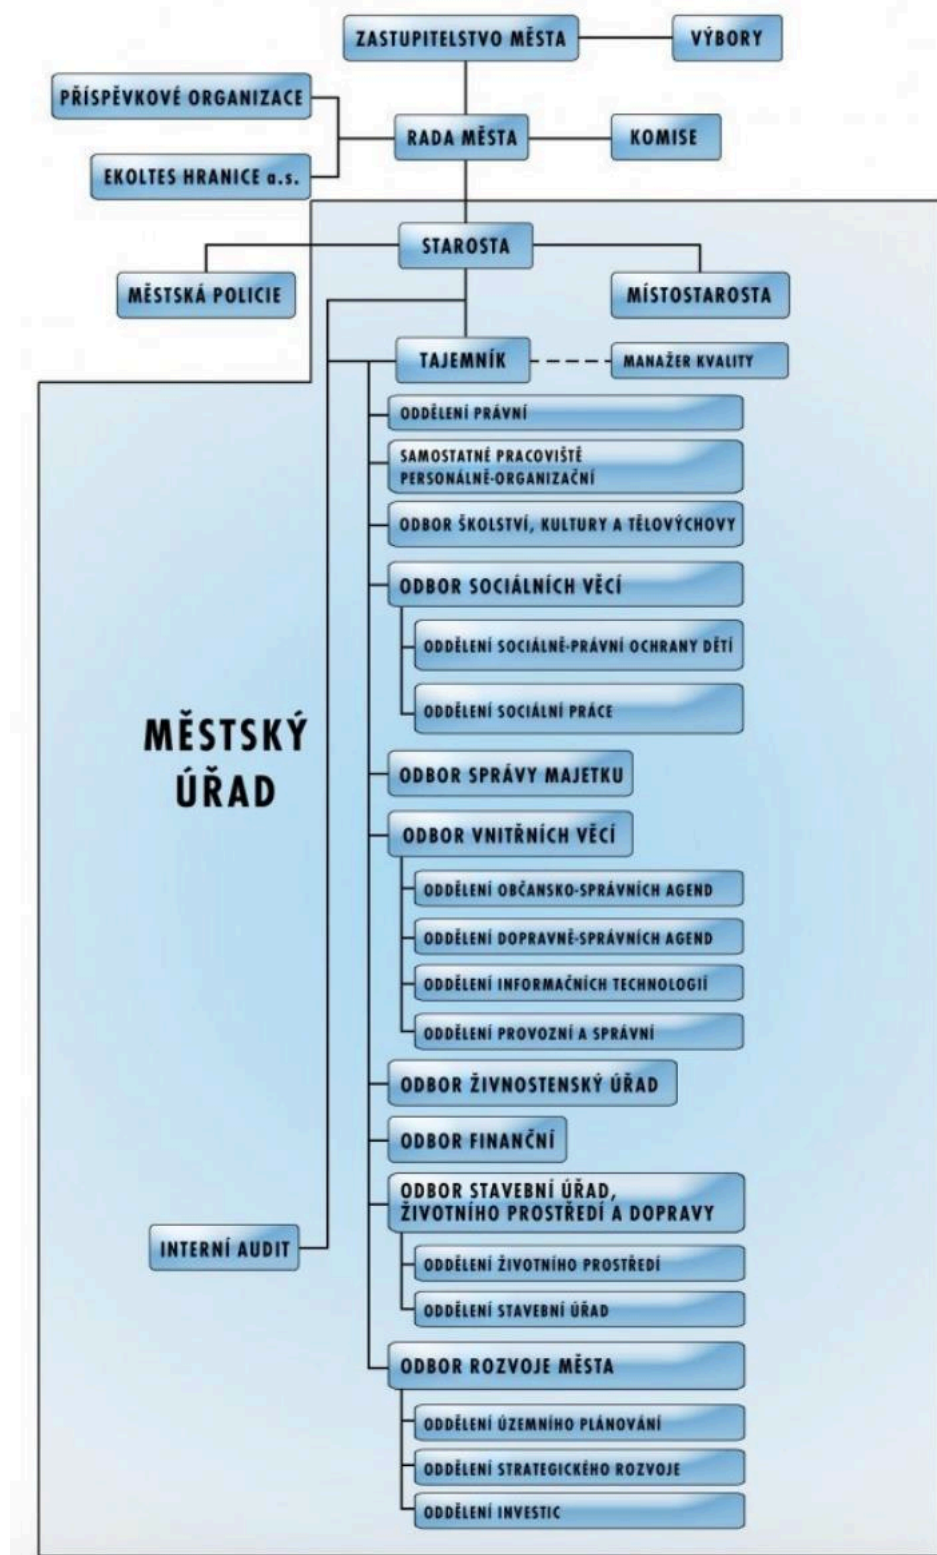 ZASTUPITELSTVO MĚSTA
VÝBORY
PŘÍSPĚVKOVÉ ORGANIZACE
RADA MĚSTA
KOMISE
EKOLTES HRANICE a.s.
STAROSTA
MĚSTSKÁ POLICIE
MÍSTOSTAROSTA
TAJEMNÍK
MANAŽER KVALITY
ODDĚLENÍ PRÁVNÍ
SAMOSTATNÉ PRACOVIŠTĚ
PERSONÁLNĚ-ORGANIZAČNÍ
ODBOR ŠKOLSTVÍ, KULTURY A TĚLOVÝCHOVY
ODBOR SOCIÁLNÍCH VĚCÍ
ODDĚLENÍ SOCIÁLNĚ-PRÁVNÍ OCHRANY DĚTÍ
ODDĚLENÍ SOCIÁLNÍ PRÁCE
MĚSTSKÝ
ÚŘAD
ODBOR SPRÁVY MAJETKU
ODBOR VNITŘNÍCH VĚCÍ
ODDĚLENÍ OBČANSKO-SPRÁVNÍCH AGEND
ODDĚLENÍ DOPRAVNĚ-SPRÁVNÍCH AGEND
ODDĚLENÍ INFORMAČNÍCH TECHNOLOGIÍ
ODDĚLENÍ PROVOZNÍ A SPRÁVNÍ
ODBOR ŽIVNOSTENSKÝ ÚŘAD
ODBOR FINANČNÍ
ODBOR STAVEBNÍ ÚŘAD,
ŽIVOTNÍHO PROSTŘEDÍ A DOPRAVY
INTERNÍ AUDIT
ODDĚLENÍ ŽIVOTNÍHO PROSTŘEDÍ
ODDĚLENÍ STAVEBNÍ ÚŘAD
ODBOR ROZVOJE MĚSTA
ODDĚLENÍ ÚZEMNÍHO PLÁNOVÁNÍ
ODDĚLENÍ STRATEGICKÉHO ROZVOJE
ODDĚLENÍ INVESTIC